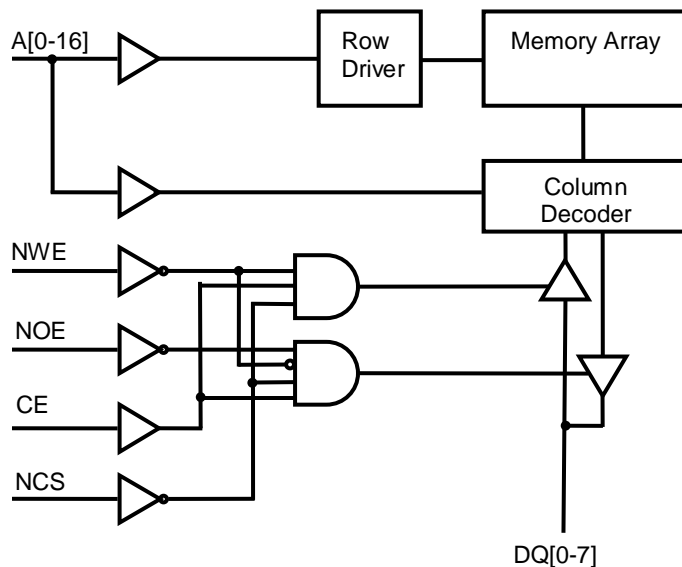 A[0-16]
Row
Driver
Memory Array
Column
Decoder
NWE
NOE
CE
NCS
DQ[0-7]